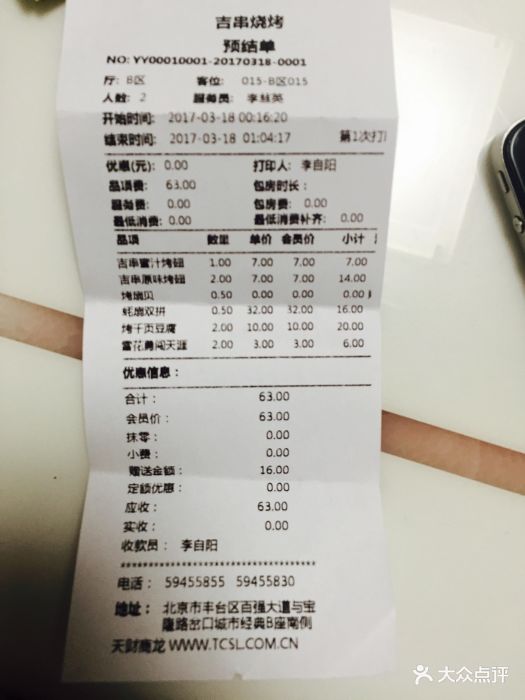 吉串烧烤
预结单
NO: YY00010001-20170318-0001
厅: B区 客位: 015-B区015
人数: 2 服务员: 李丝英
开始时间: 2017-03-18 00:16:20
结束时间: 2017-03-18 01:04:17 第1次打
优惠(元): 0.00 打印人: 李自阳
品项费: 63.00 包房时长:
服务费: 0.00 包房费: 0.00
最低消费: 0.00 最低消费补齐: 0.00
品项 数量 单价 会员价 小计
吉串蜜汁烤翅 1.00 7.00 7.00 7.00
吉串原味烤翅 2.00 7.00 7.00 14.00
烤扇贝 0.50 0.00 0.00 0.00
蚝扇双拼 0.50 32.00 32.00 16.00
烤千页豆腐 2.00 10.00 10.00 20.00
雪花勇闯天涯 2.00 3.00 3.00 6.00
优惠信息:
合计: 63.00
会员价: 63.00
抹零: 0.00
小费: 0.00
赠送金额: 16.00
定额优惠: 0.00
应收: 63.00
实收: 0.00
收款员: 李自阳
******************************
电话: 59455855 59455830
地址: 北京市丰台区百强大道与宝
隆路岔口城市经典B座南侧
天财商龙 WWW.TCSL.COM.CN
大众点评